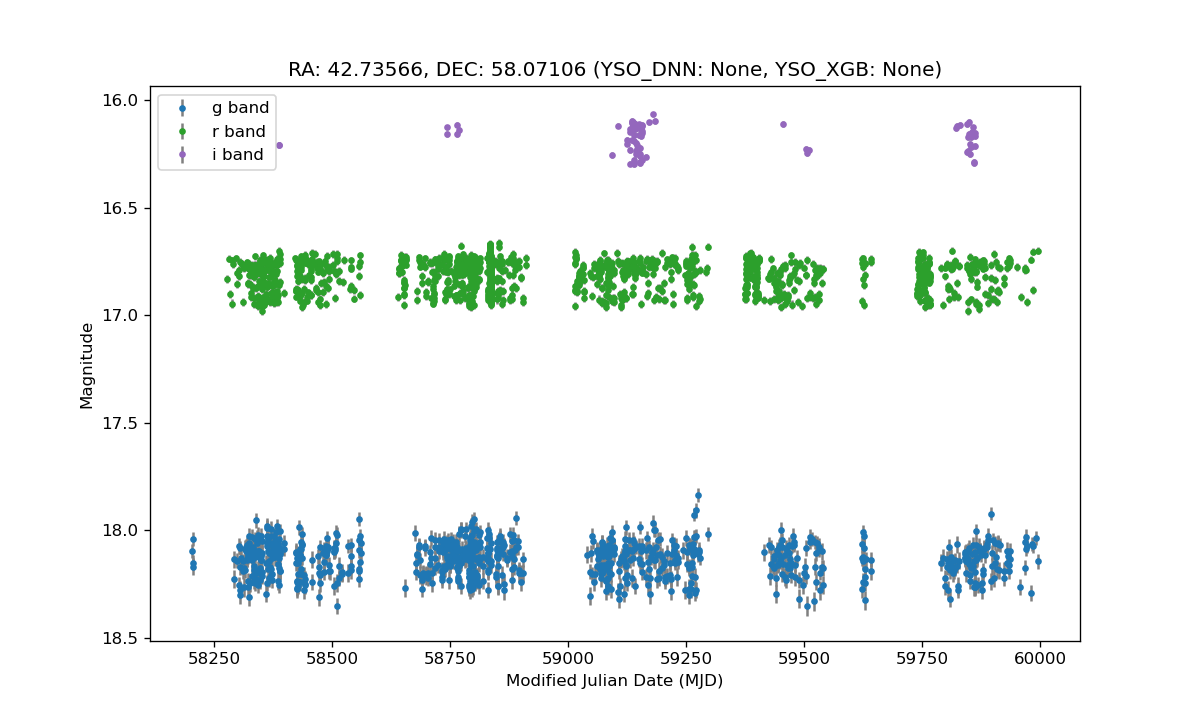 RA: 42.73566, DEC: 58.07106 (YSO_DNN: None, YSO_XGB: None)
g band
r band
i band
16.0
16.5
17.0
17.5
18.0
18.5
Magnitude
58250 58500 58750 59000 59250 59500 59750 60000
Modified Julian Date (MJD)